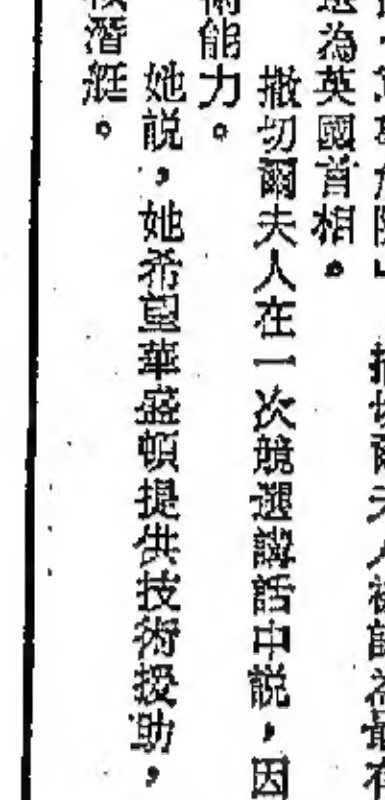 撒切爾夫人被認為最有
選為英國首相。
撒切爾夫人在一次競選講話中説，因
術能力。
她説，她希望華盛頓提供技術援助，
核潛艇。